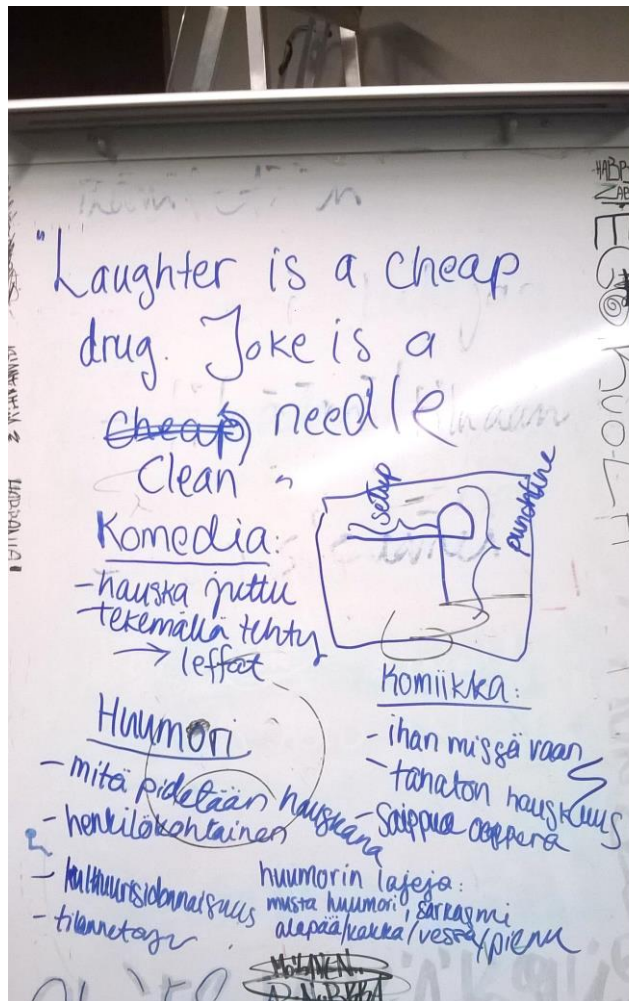 "Laughter is a cheap
drug. Joke is a
cheap needle
Clean "
setup
punchline
Komedia:
- hauska juttu
- tekemällä tehty
→ leffat
Komiikka:
- ihan missä vaan
- tahaton hauskuus
- Saippua ooppera
Huumori
- mitä pidetään hauskana
- henkilökohtainen
- kulttuurisidonnaisuus
- tilannetaju
huumorin lajeja:
musta huumori, sarkasmi
alapää/kakka/vessa/pieru